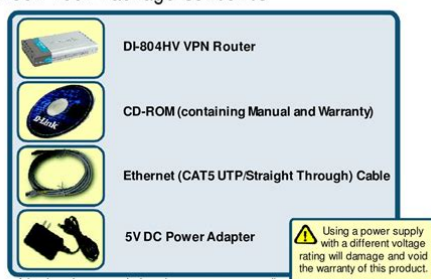 DI-804HV VPN Router
CD-ROM (containing Manual and Warranty)
D-Link
Ethernet (CAT5 UTP/Straight Through) Cable
5V DC Power Adapter
Using a power supply
with a different voltage
rating will damage and void
the warranty of this product.